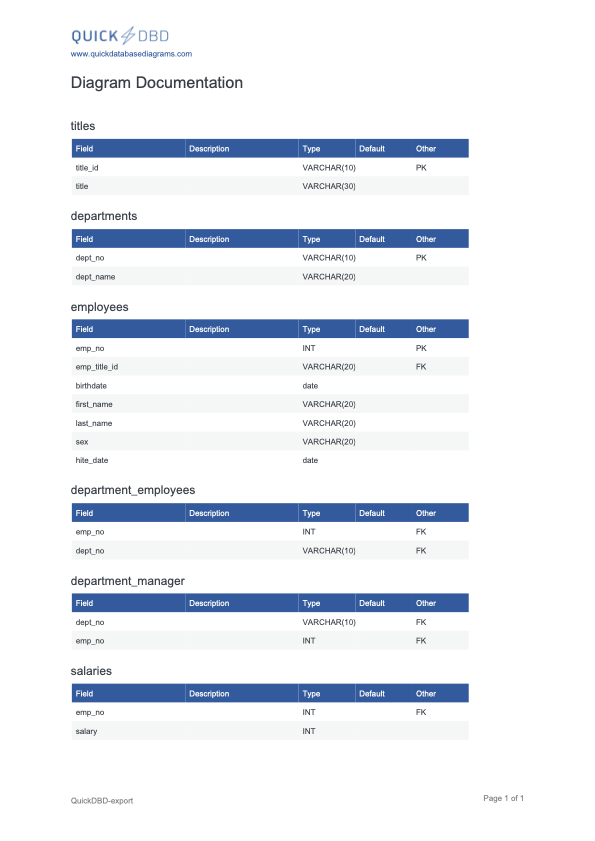 QUICK DBD
www.quickdatabasediagrams.com
Diagram Documentation
titles
Field Description Type Default Other
title_id VARCHAR(10) PK
title VARCHAR(30)
departments
Field Description Type Default Other
dept_no VARCHAR(10) PK
dept_name VARCHAR(20)
employees
Field Description Type Default Other
emp_no INT PK
emp_title_id VARCHAR(20) FK
birthdate date
first_name VARCHAR(20)
last_name VARCHAR(20)
sex VARCHAR(20)
hite_date date
department_employees
Field Description Type Default Other
emp_no INT FK
dept_no VARCHAR(10) FK
department_manager
Field Description Type Default Other
dept_no VARCHAR(10) FK
emp_no INT FK
salaries
Field Description Type Default Other
emp_no INT FK
salary INT
QuickDBD-export Page 1 of 1